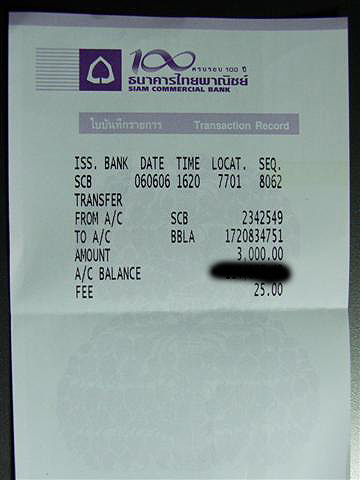 100 ครบรอบ 100 ปี
ธนาคารไทยพาณิชย์
SIAM COMMERCIAL BANK
ใบบันทึกรายการ Transaction Record
ISS. BANK DATE TIME LOCAT. SEQ.
SCB 060606 1620 7701 8062
TRANSFER
FROM A/C SCB 2342549
TO A/C BBLA 1720834751
AMOUNT 3,000.00
A/C BALANCE
FEE 25.00